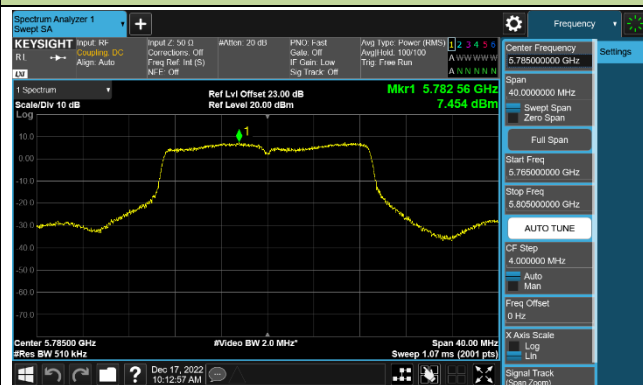 Spectrum Analyzer 1
Swept SA
+
Frequency
KEYSIGHT
Input: RF
Coupling: DC
Align: Auto
Input Z: 50 Ω
Corrections: Off
Freq Ref: Int (S)
NFE: Off
#Atten: 20 dB
PNO: Fast
Gate: Off
IF Gain: Low
Sig Track: Off
Avg Type: Power (RMS)
Avg|Hold: 100/100
Trig: Free Run
1 2 3 4 5 6
A W W W W W
A N N N N N
RL
LXI
1 Spectrum
Scale/Div 10 dB
Log
Ref Lvl Offset 23.00 dB
Ref Level 20.00 dBm
Mkr1 5.782 56 GHz
7.454 dBm
1
10.0
0.00
-10.0
-20.0
-30.0
-40.0
-50.0
-60.0
-70.0
Center 5.78500 GHz
#Res BW 510 kHz
#Video BW 2.0 MHz*
Span 40.00 MHz
Sweep 1.07 ms (2001 pts)
Center Frequency
5.785000000 GHz
Settings
Span
40.0000000 MHz
Swept Span
Zero Span
Full Span
Start Freq
5.765000000 GHz
Stop Freq
5.805000000 GHz
AUTO TUNE
CF Step
4.000000 MHz
Auto
Man
Freq Offset
0 Hz
X Axis Scale
Log
Lin
Signal Track
(Span Zoom)
?
Dec 17, 2022
10:12:57 AM